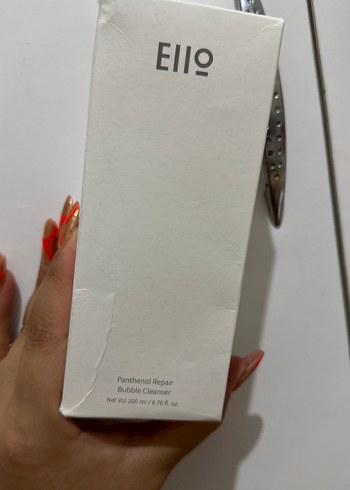 Ello
Panthenol Repair
Bubble Cleanser
Net Vol 200 ml / 6.76 fl. oz.